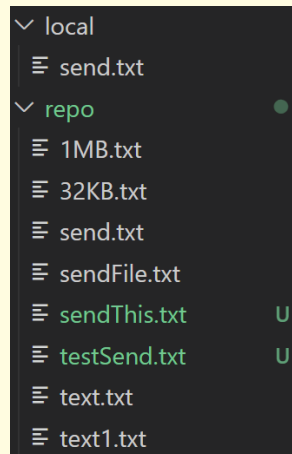 local
send.txt
repo
1MB.txt
32KB.txt
send.txt
sendFile.txt
sendThis.txt U
testSend.txt U
text.txt
text1.txt